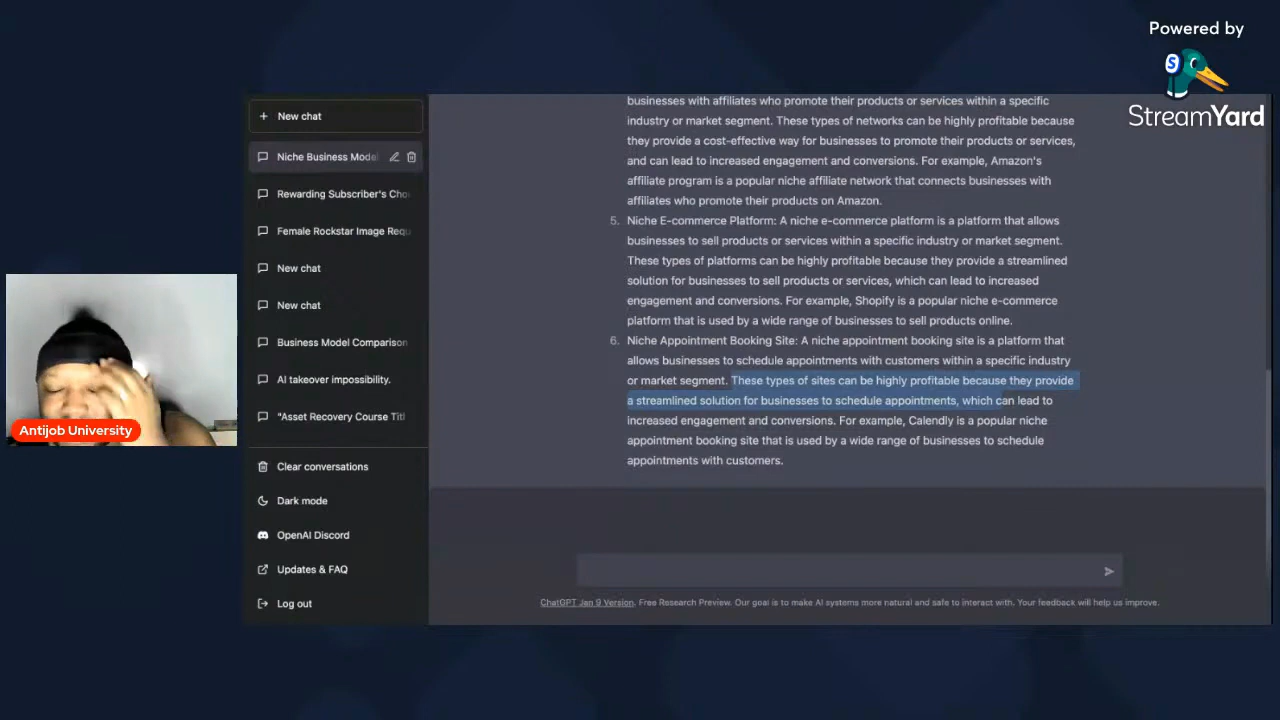 Powered by
StreamYard
New chat
Niche Business Model
Rewarding Subscriber's Cho
Female Rockstar Image Requ
New chat
New chat
Business Model Comparison
AI takeover impossibility.
"Asset Recovery Course Titl
Clear conversations
Dark mode
OpenAI Discord
Updates & FAQ
Log out
businesses with affiliates who promote their products or services within a specific
industry or market segment. These types of networks can be highly profitable because
they provide a cost-effective way for businesses to promote their products or services,
and can lead to increased engagement and conversions. For example, Amazon's
affiliate program is a popular niche affiliate network that connects businesses with
affiliates who promote their products on Amazon.
5. Niche E-commerce Platform: A niche e-commerce platform is a platform that allows
businesses to sell products or services within a specific industry or market segment.
These types of platforms can be highly profitable because they provide a streamlined
solution for businesses to sell products or services, which can lead to increased
engagement and conversions. For example, Shopify is a popular niche e-commerce
platform that is used by a wide range of businesses to sell products online.
6. Niche Appointment Booking Site: A niche appointment booking site is a platform that
allows businesses to schedule appointments with customers within a specific industry
or market segment. These types of sites can be highly profitable because they provide
a streamlined solution for businesses to schedule appointments, which can lead to
increased engagement and conversions. For example, Calendly is a popular niche
appointment booking site that is used by a wide range of businesses to schedule
appointments with customers.
ChatGPT Jan 9 Version. Free Research Preview. Our goal is to make AI systems more natural and safe to interact with. Your feedback will help us improve.
Antijob University